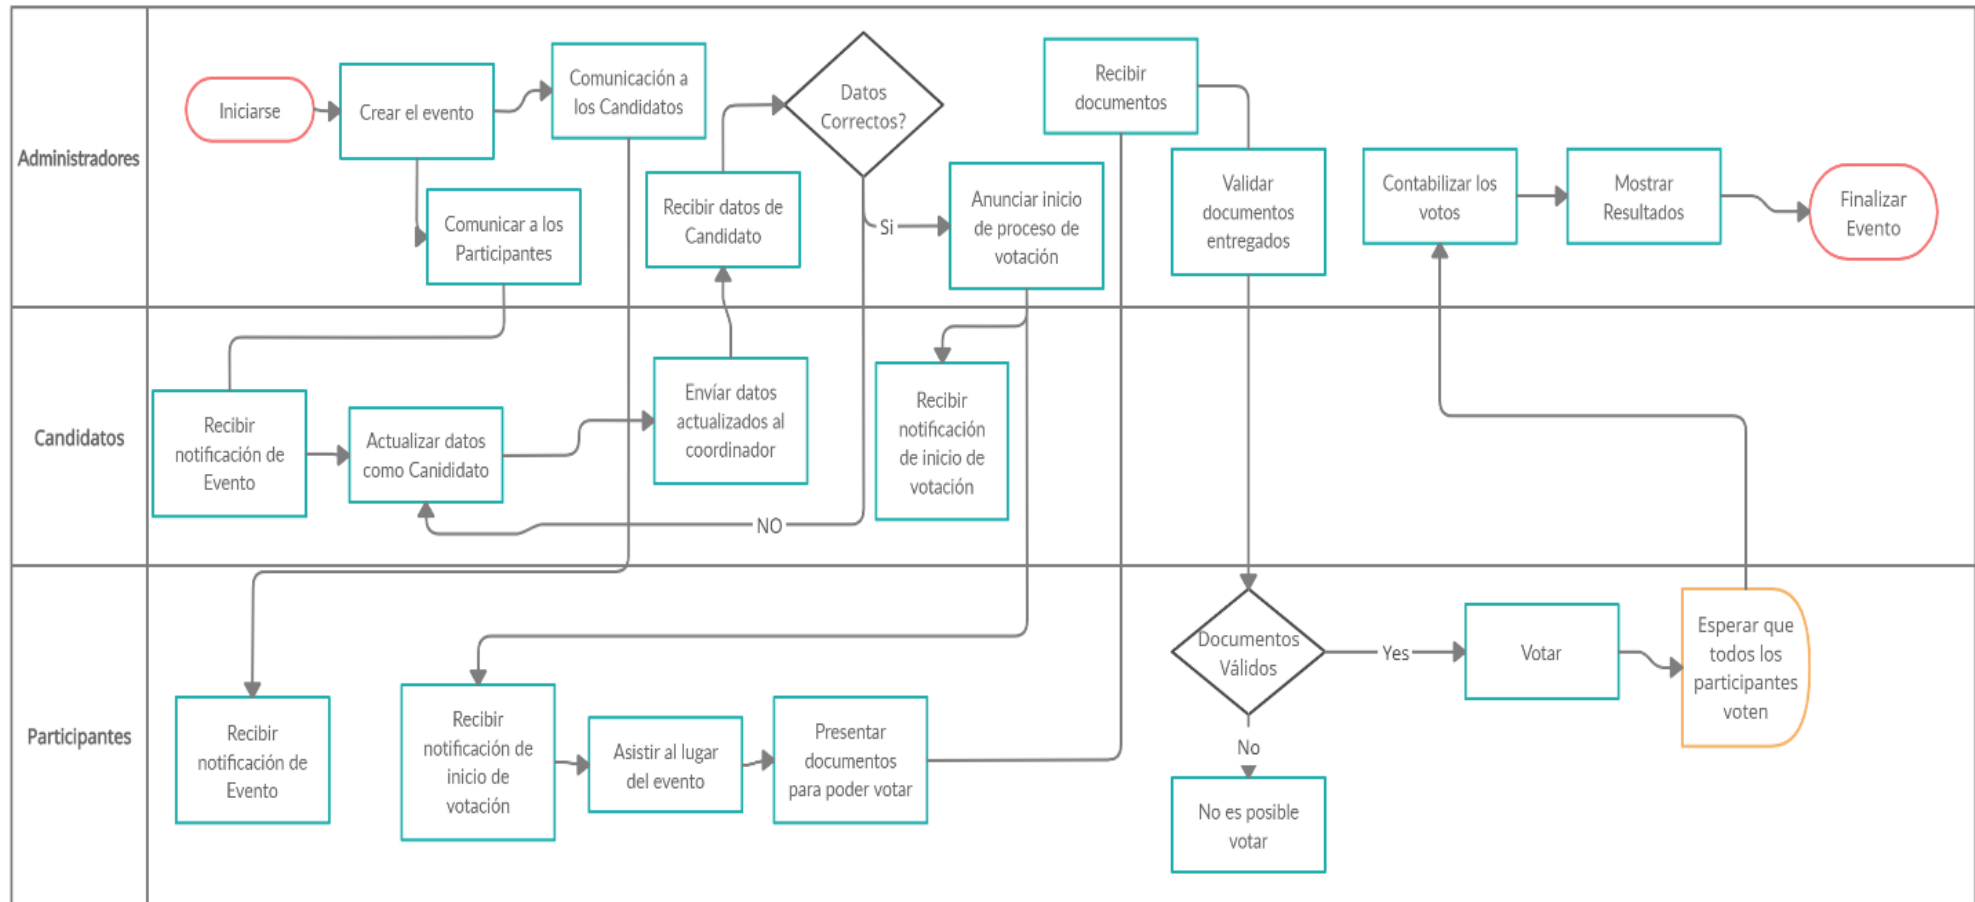 Administradores
Iniciarse
Crear el evento
Comunicación a
los Candidatos
Comunicar a los
Participantes
Recibir datos de
Candidato
Datos
Correctos?
Si
Anunciar inicio
de proceso de
votación
Recibir
documentos
Validar
documentos
entregados
Contabilizar los
votos
Mostrar
Resultados
Finalizar
Evento
Candidatos
Recibir
notificación de
Evento
Actualizar datos
como Canididato
Envíar datos
actualizados al
coordinador
NO
Recibir
notificación
de inicio de
votación
Participantes
Recibir
notificación de
Evento
Recibir
notificación de
inicio de
votación
Asistir al lugar
del evento
Presentar
documentos
para poder votar
Documentos
Válidos
Yes
No
No es posible
votar
Votar
Esperar que
todos los
participantes
voten